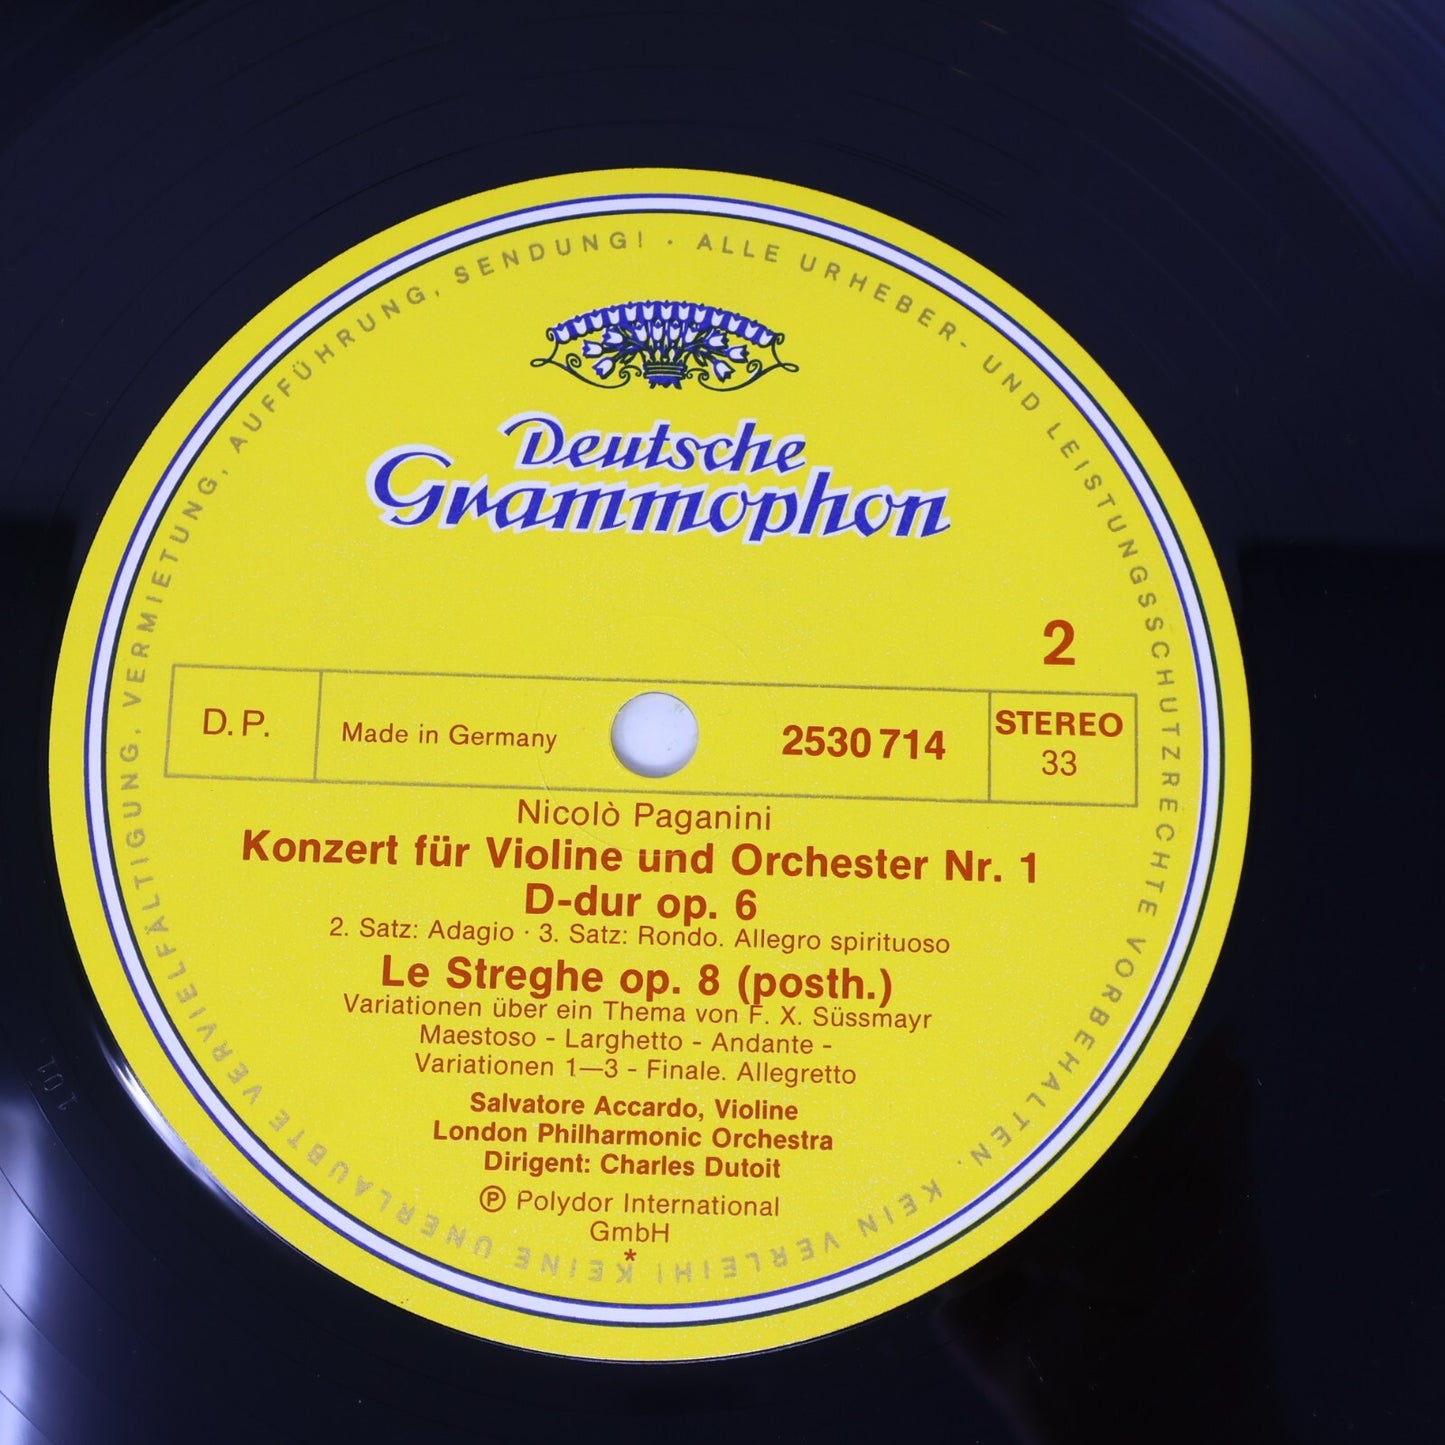 ALLE URHEBER- UND LEISTUNGSSCHUTZRECHTE VORBEHALTEN. KEIN VERLEIH! KEINE UNERLAUBTE VERVIELFÄLTIGUNG, VERMIETUNG, AUFFÜHRUNG, SENDUNG! ·
Deutsche
Grammophon
2
D.P.
Made in Germany
2530 714
STEREO
33
Nicolò Paganini
Konzert für Violine und Orchester Nr. 1
D-dur op. 6
2. Satz: Adagio · 3. Satz: Rondo. Allegro spirituoso
Le Streghe op. 8 (posth.)
Variationen über ein Thema von F. X. Süssmayr
Maestoso - Larghetto - Andante -
Variationen 1—3 - Finale. Allegretto
Salvatore Accardo, Violine
London Philharmonic Orchestra
Dirigent: Charles Dutoit
℗ Polydor International
GmbH
*
101